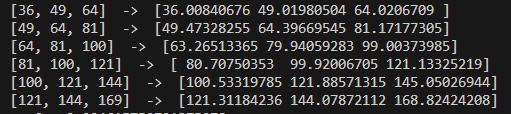 [36, 49, 64]  ->  [36.00840676 49.01980504 64.0206709 ]
[49, 64, 81]  ->  [49.47328255 64.39669545 81.17177305]
[64, 81, 100]  ->  [63.26513365 79.94059283 99.00373985]
[81, 100, 121]  ->  [ 80.70750353  99.92006705 121.13325219]
[100, 121, 144]  ->  [100.53319785 121.88571315 145.05026944]
[121, 144, 169]  ->  [121.31184236 144.07872112 168.82424208]